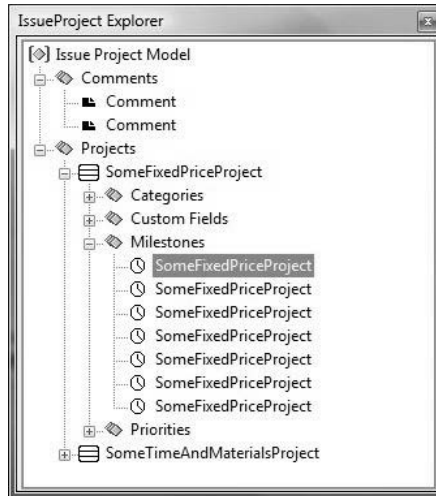 IssueProject Explorer
Issue Project Model
Comments
Comment
Comment
Projects
SomeFixedPriceProject
Categories
Custom Fields
Milestones
SomeFixedPriceProject
SomeFixedPriceProject
SomeFixedPriceProject
SomeFixedPriceProject
SomeFixedPriceProject
SomeFixedPriceProject
SomeFixedPriceProject
Priorities
SomeTimeAndMaterialsProject